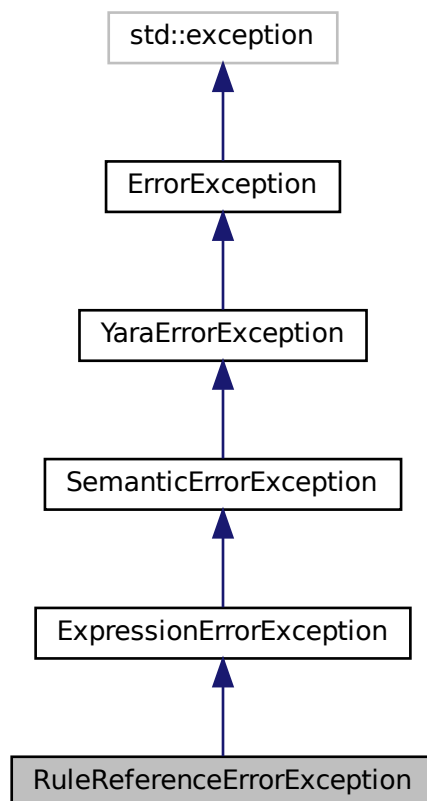 std::exception
ErrorException
YaraErrorException
SemanticErrorException
ExpressionErrorException
RuleReferenceErrorException